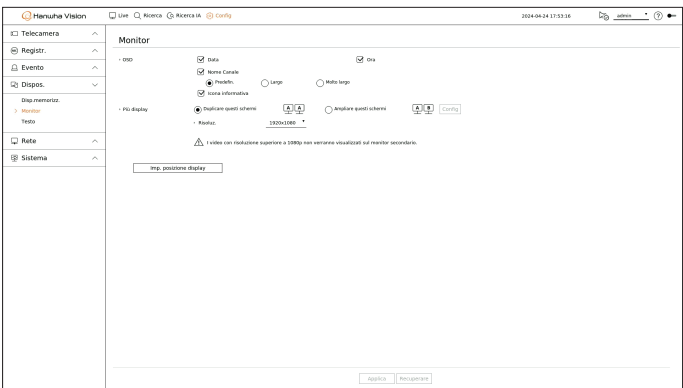 Hanwha Vision Live Ricerca Ricerca IA Config 2024-04-24 17:53:16 admin ?
Telecamera
Registr.
Evento
Dispos.
Disp.memorizz.
> Monitor
Testo
Rete
Sistema
Monitor
• OSD Data Ora
Nome Canale
Predefin. Largo Molto largo
Icona informativa
• Più display Duplicare questi schermi A A Ampliare questi schermi A B Config
• Risoluz. 1920x1080
I video con risoluzione superiore a 1080p non verranno visualizzati sul monitor secondario.
Imp. posizione display
Applica Recuperare